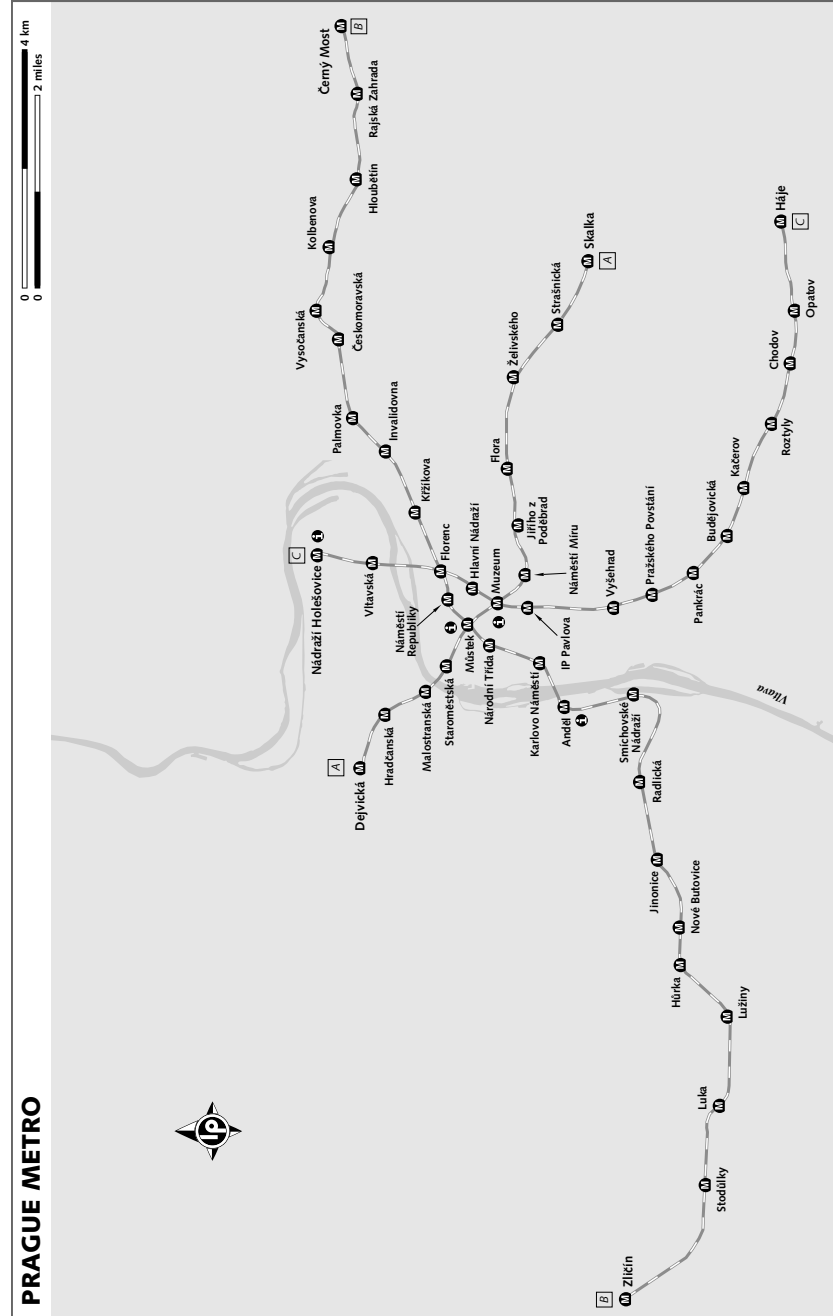 PRAGUE METRO
0
4 km
0
2 miles
B
Zličín
Stodůlky
Luka
Lužiny
Hůrka
Nové Butovice
Jinonice
Radlická
Smíchovské
Nádraží
Anděl
Karlovo Náměstí
Národní Třída
Můstek
Náměstí
Republiky
Florenc
Křižíkova
Invalidovna
Palmovka
Českomoravská
Vysočanská
Kolbenova
Hloubětín
Rajská Zahrada
Černý Most
B
A
Dejvická
Hradčanská
Malostranská
Staroměstská
Muzeum
Náměstí Míru
Jiřího z
Poděbrad
Flora
Želivského
Strašnická
Skalka
A
C
Nádraží Holešovice
Vltavská
Hlavní Nádraží
IP Pavlova
Vyšehrad
Pražského Povstání
Pankrác
Budějovická
Kačerov
Roztyly
Chodov
Opatov
Háje
C
Vltava
lp